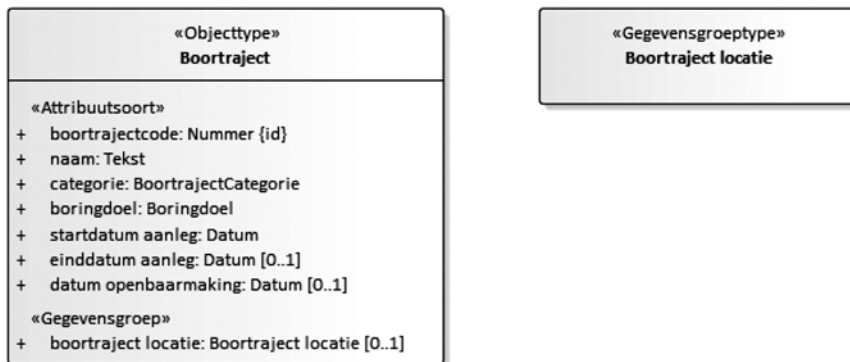 «Objecttype»
Boortraject
«Attribuutsoort»
+ boortrajectcode: Nummer {id}
+ naam: Tekst
+ categorie: BoortrajectCategorie
+ boringdoel: Boringdoel
+ startdatum aanleg: Datum
+ einddatum aanleg: Datum [0..1]
+ datum openbaarmaking: Datum [0..1]
«Gegevensgroep»
+ boortraject locatie: Boortraject locatie [0..1]
«Gegevensgroeptype»
Boortraject locatie